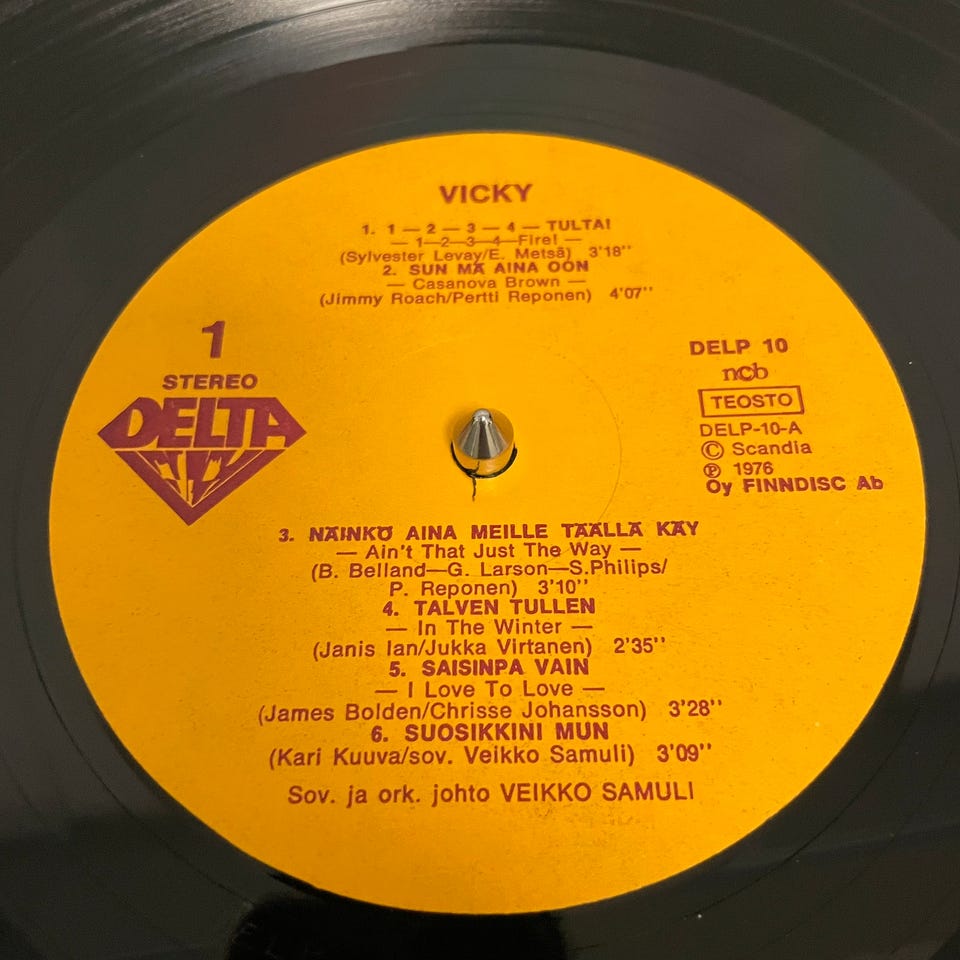 VICKY
1. 1 — 2 — 3 — 4 — TULTA!
— 1—2—3—4—Fire! —
(Sylvester Levay/E. Metsä) 3'18''
2. SUN MÄ AINA OON
— Casanova Brown —
(Jimmy Roach/Pertti Reponen) 4'07''
1
STEREO
DELTA
DELP 10
ncb
TEOSTO
DELP-10-A
© Scandia
℗ 1976
Oy FINNDISC Ab
3. NÄINKÖ AINA MEILLE TÄÄLLÄ KÄY
— Ain't That Just The Way —
(B. Belland—G. Larson—S.Philips/
P. Reponen) 3'10''
4. TALVEN TULLEN
— In The Winter —
(Janis Ian/Jukka Virtanen) 2'35''
5. SAISINPA VAIN
— I Love To Love —
(James Bolden/Chrisse Johansson) 3'28''
6. SUOSIKKINI MUN
(Kari Kuuva/sov. Veikko Samuli) 3'09''
Sov. ja ork. johto VEIKKO SAMULI